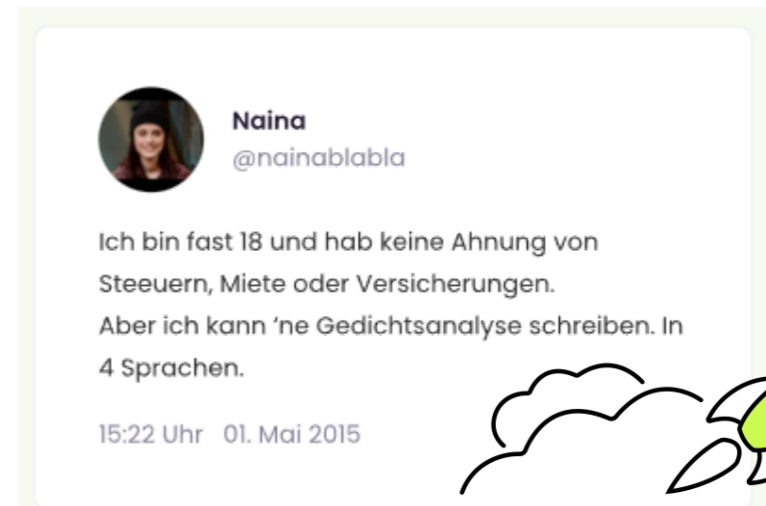 Naina
@nainablabla
Ich bin fast 18 und hab keine Ahnung von
Steeuern, Miete oder Versicherungen.
Aber ich kann ‘ne Gedichtsanalyse schreiben. In
4 Sprachen.
15:22 Uhr 01. Mai 2015